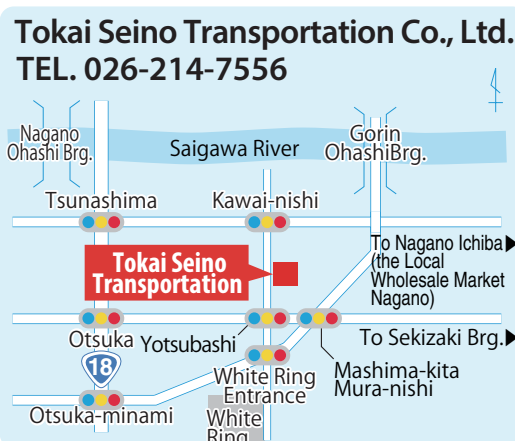 Tokai Seino Transportation Co., Ltd.
TEL. 026-214-7556
Nagano
Ohashi Brg.
Saigawa River
Gorin
OhashiBrg.
Tsunashima
Kawai-nishi
Tokai Seino
Transportation
To Nagano Ichiba
(the Local
Wholesale Market
Nagano)
Otsuka
Yotsubashi
To Sekizaki Brg.
18
White Ring
Entrance
Mashima-kita
Mura-nishi
Otsuka-minami
White
Ring